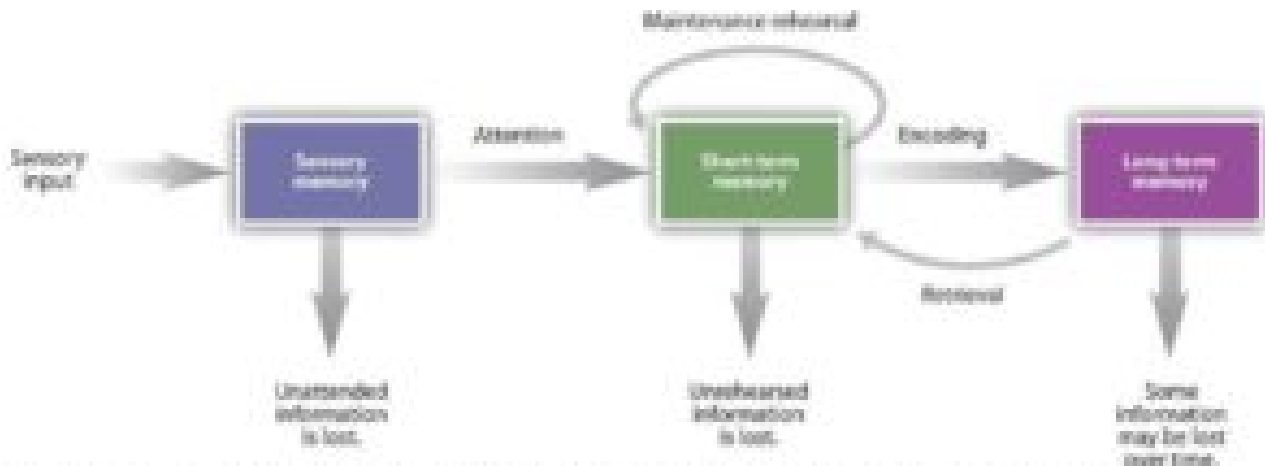 Maintenance rehearsal
Sensory
input
Sensory
memory
Attention
Short-term
memory
Encoding
Long-term
memory
Retrieval
Unattended
information
is lost.
Unrehearsed
information
is lost.
Some
information
may be lost
over time.